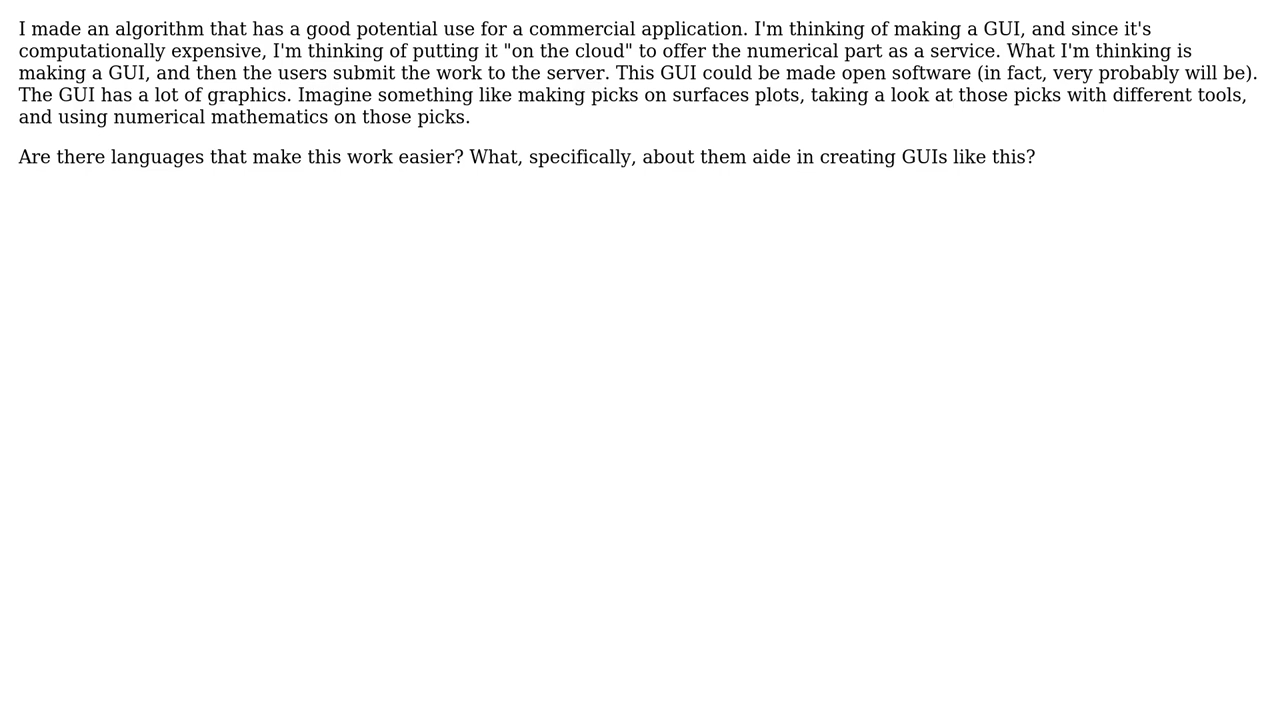 I made an algorithm that has a good potential use for a commercial application. I'm thinking of making a GUI, and since it's
computationally expensive, I'm thinking of putting it "on the cloud" to offer the numerical part as a service. What I'm thinking is
making a GUI, and then the users submit the work to the server. This GUI could be made open software (in fact, very probably will be).
The GUI has a lot of graphics. Imagine something like making picks on surfaces plots, taking a look at those picks with different tools,
and using numerical mathematics on those picks.
Are there languages that make this work easier? What, specifically, about them aide in creating GUIs like this?